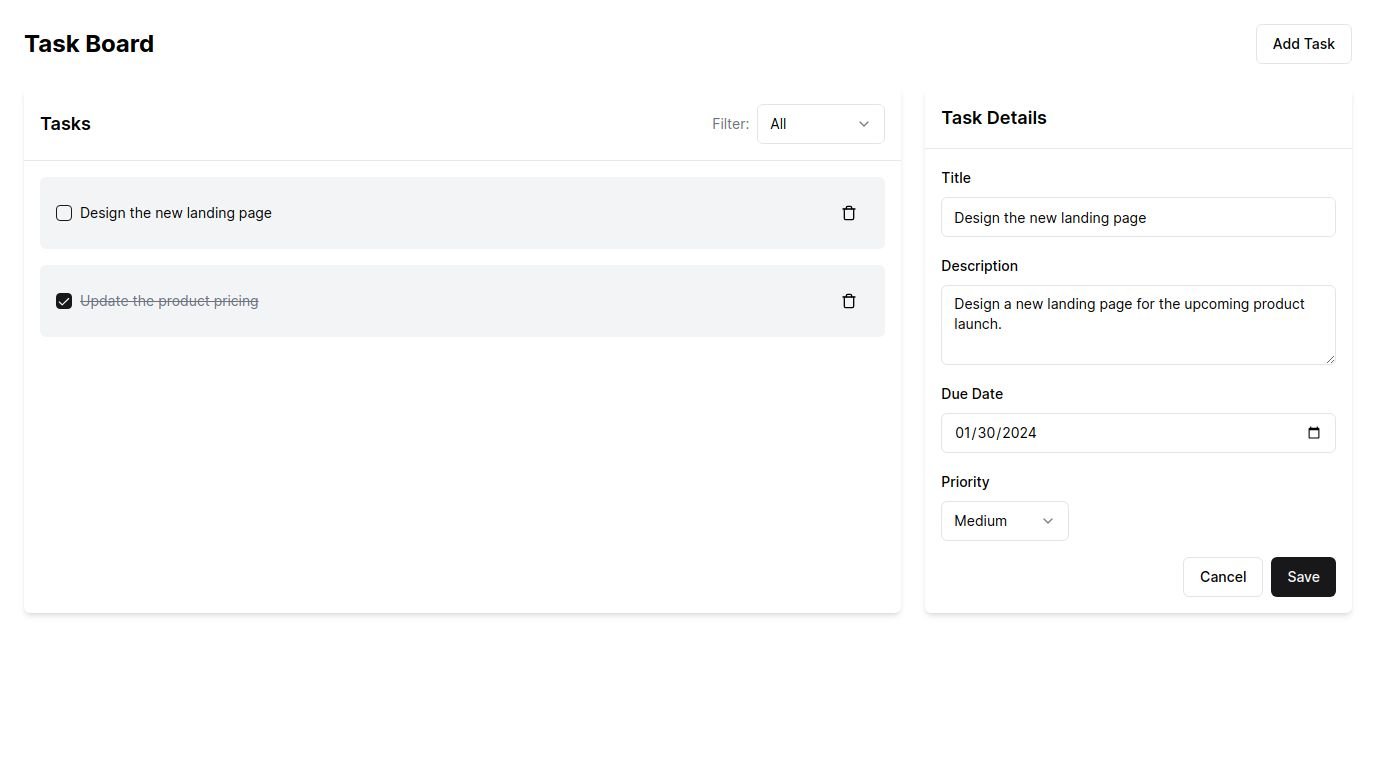 Task Board
Add Task
Tasks
Filter:
All
Design the new landing page
Update the product pricing
Task Details
Title
Design the new landing page
Description
Design a new landing page for the upcoming product
launch.
Due Date
01/30/2024
Priority
Medium
Cancel
Save